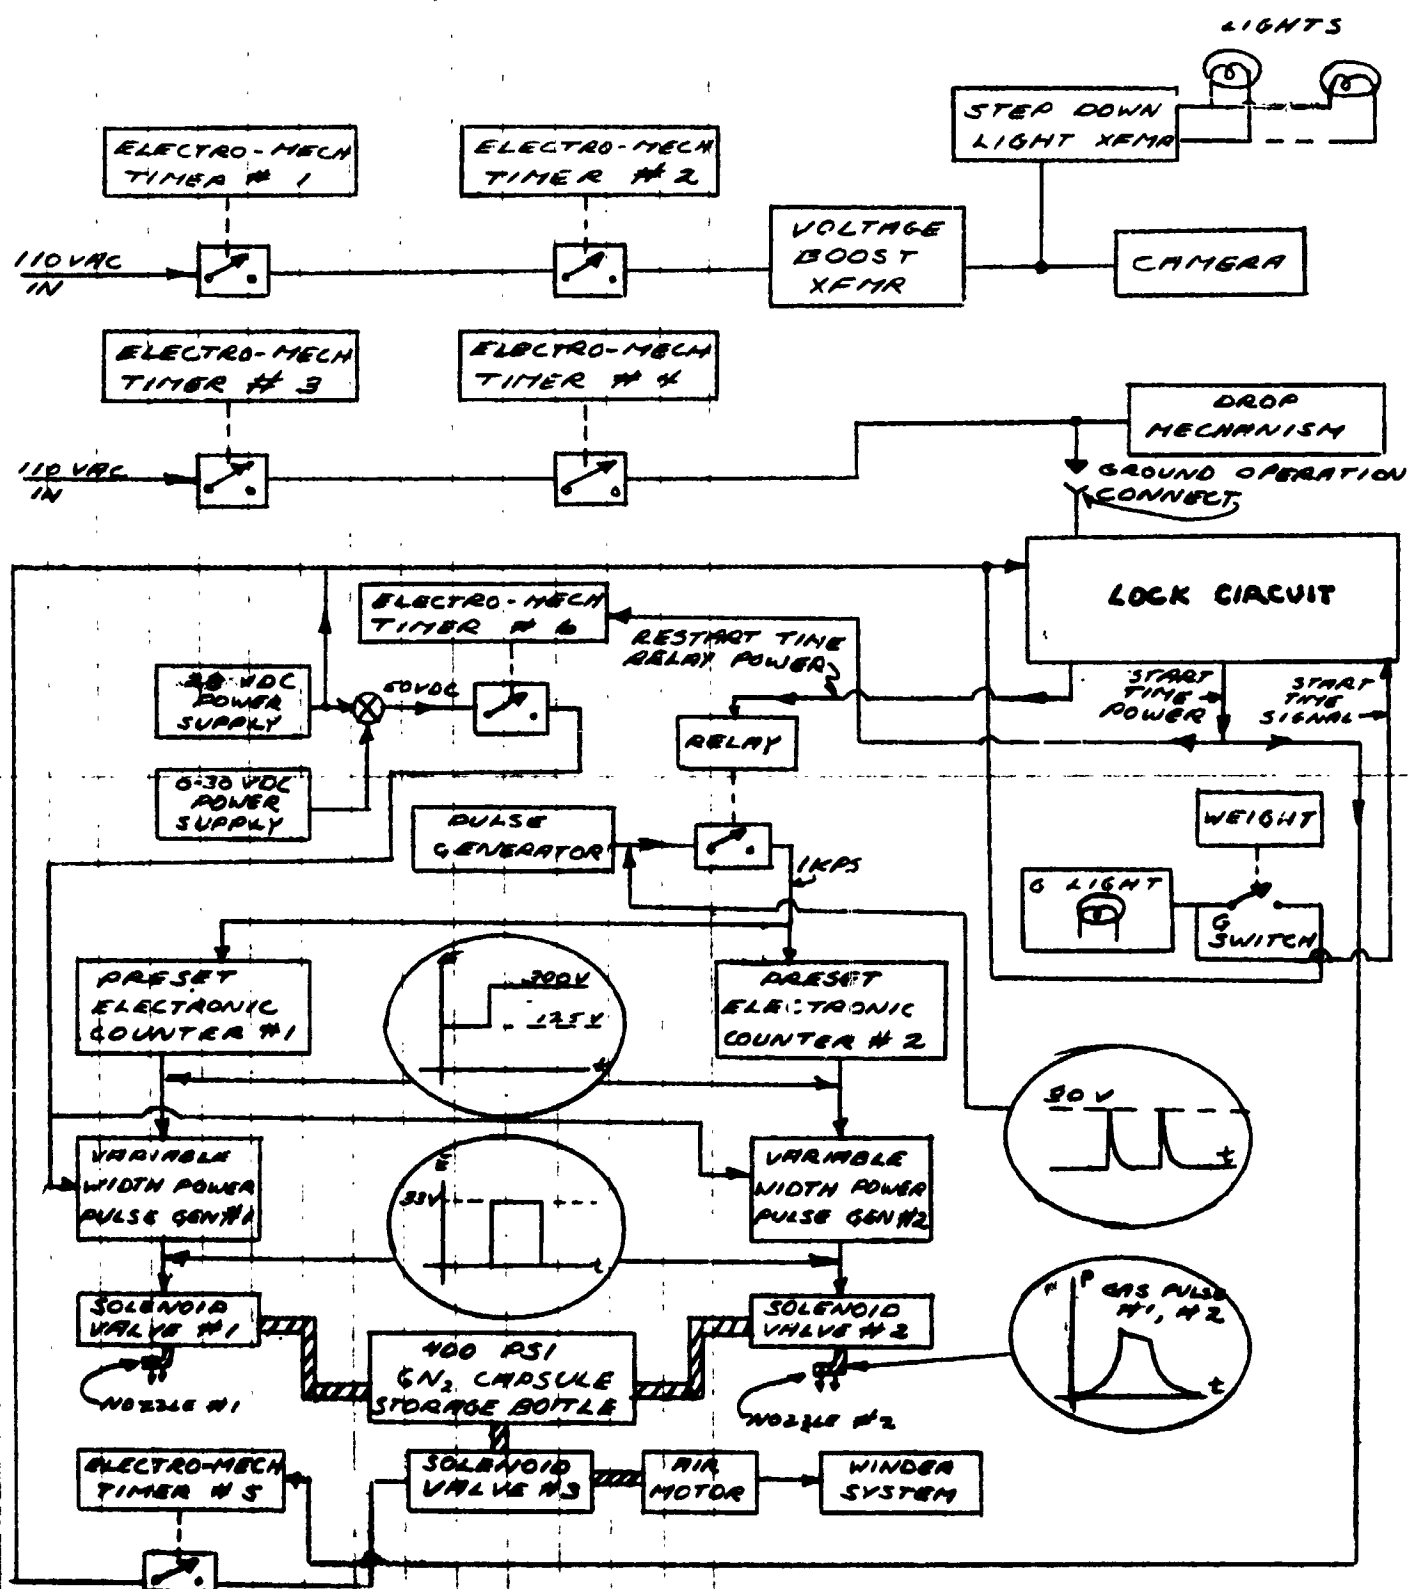 LIGHTS
STEP DOWN
LIGHT XFMR
ELECTRO-MECH
TIMER # 1
ELECTRO-MECH
TIMER # 2
110 VAC
IN
VOLTAGE
BOOST
XFMR
CAMERA
ELECTRO-MECH
TIMER # 3
ELECTRO-MECH
TIMER # 4
110 VAC
IN
DROP
MECHANISM
GROUND OPERATION
CONNECT
LOCK CIRCUIT
ELECTRO-MECH
TIMER # 6
RESTART TIME
RELAY POWER
START
TIME
POWER
START
TIME
SIGNAL
28 VDC
POWER
SUPPLY
60VDC
RELAY
0-30 VDC
POWER
SUPPLY
PULSE
GENERATOR
1KPS
WEIGHT
G LIGHT
G
SWITCH
PRESET
ELECTRONIC
COUNTER #1
E
300V
125V
t
PRESET
ELECTRONIC
COUNTER # 2
80 V
t
VARIABLE
WIDTH POWER
PULSE GEN #1
E
33V
t
VARIABLE
WIDTH POWER
PULSE GEN #2
SOLENOID
VALVE #1
400 PSI
GN₂ CAPSULE
STORAGE BOTTLE
SOLENOID
VALVE #2
P
GAS PULSE
#1, #2
t
NOZZLE #1
NOZZLE #2
ELECTRO-MECH
TIMER # 5
SOLENOID
VALVE #3
AIR
MOTOR
WINDER
SYSTEM